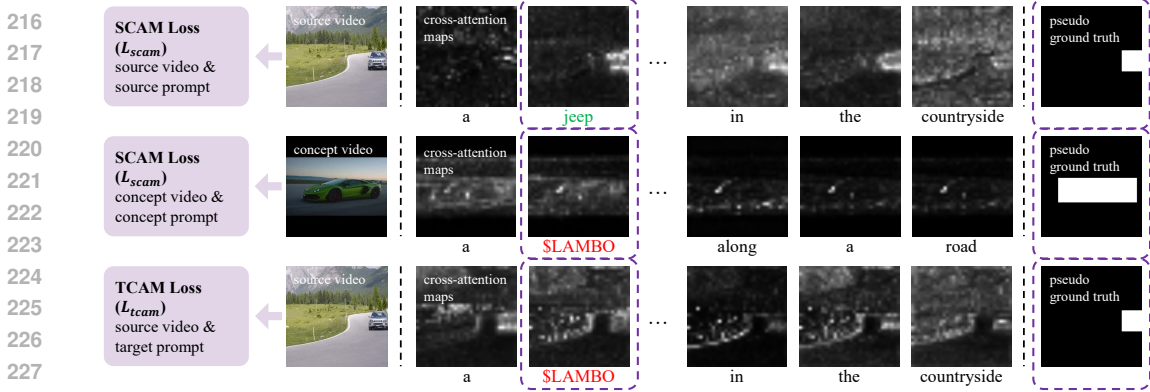 216
217
218
219
220
221
222
223
224
225
226
227
SCAM Loss
(L_scam)
source video &
source prompt
source video
cross-attention
maps
...
pseudo
ground truth
a
jeep
in
the
countryside
SCAM Loss
(L_scam)
concept video &
concept prompt
concept video
cross-attention
maps
...
pseudo
ground truth
a
$LAMBO
along
a
road
TCAM Loss
(L_tcam)
source video &
target prompt
source video
cross-attention
maps
...
pseudo
ground truth
a
$LAMBO
in
the
countryside